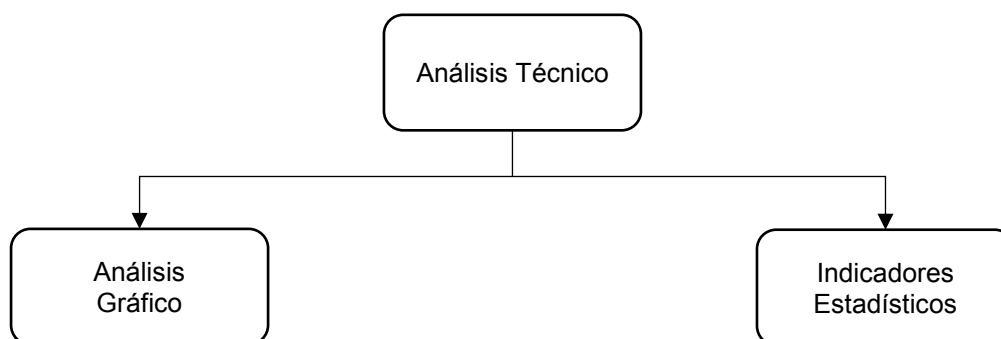 Análisis Técnico
Análisis
Gráfico
Indicadores
Estadísticos